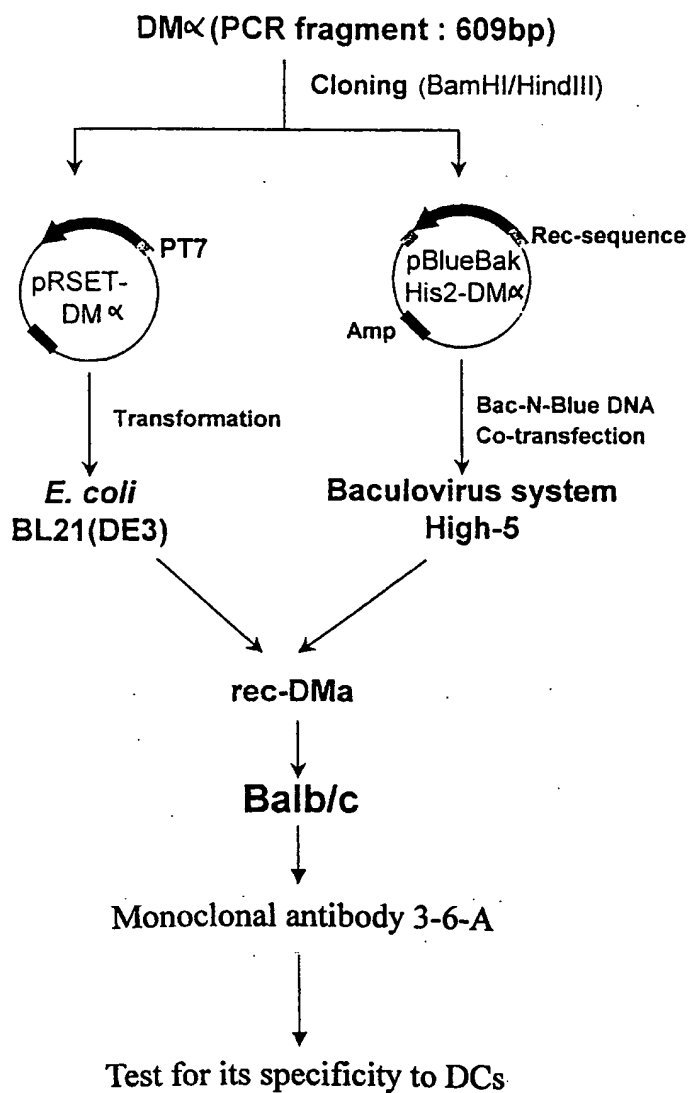 DM∝ (PCR fragment : 609bp)
Cloning (BamHI/HindIII)
PT7
pRSET-
DM ∝
Rec-sequence
pBlueBak
His2-DM∝
Amp
Transformation
Bac-N-Blue DNA
Co-transfection
E. coli
BL21(DE3)
Baculovirus system
High-5
rec-DMa
Balb/c
Monoclonal antibody 3-6-A
Test for its specificity to DCs